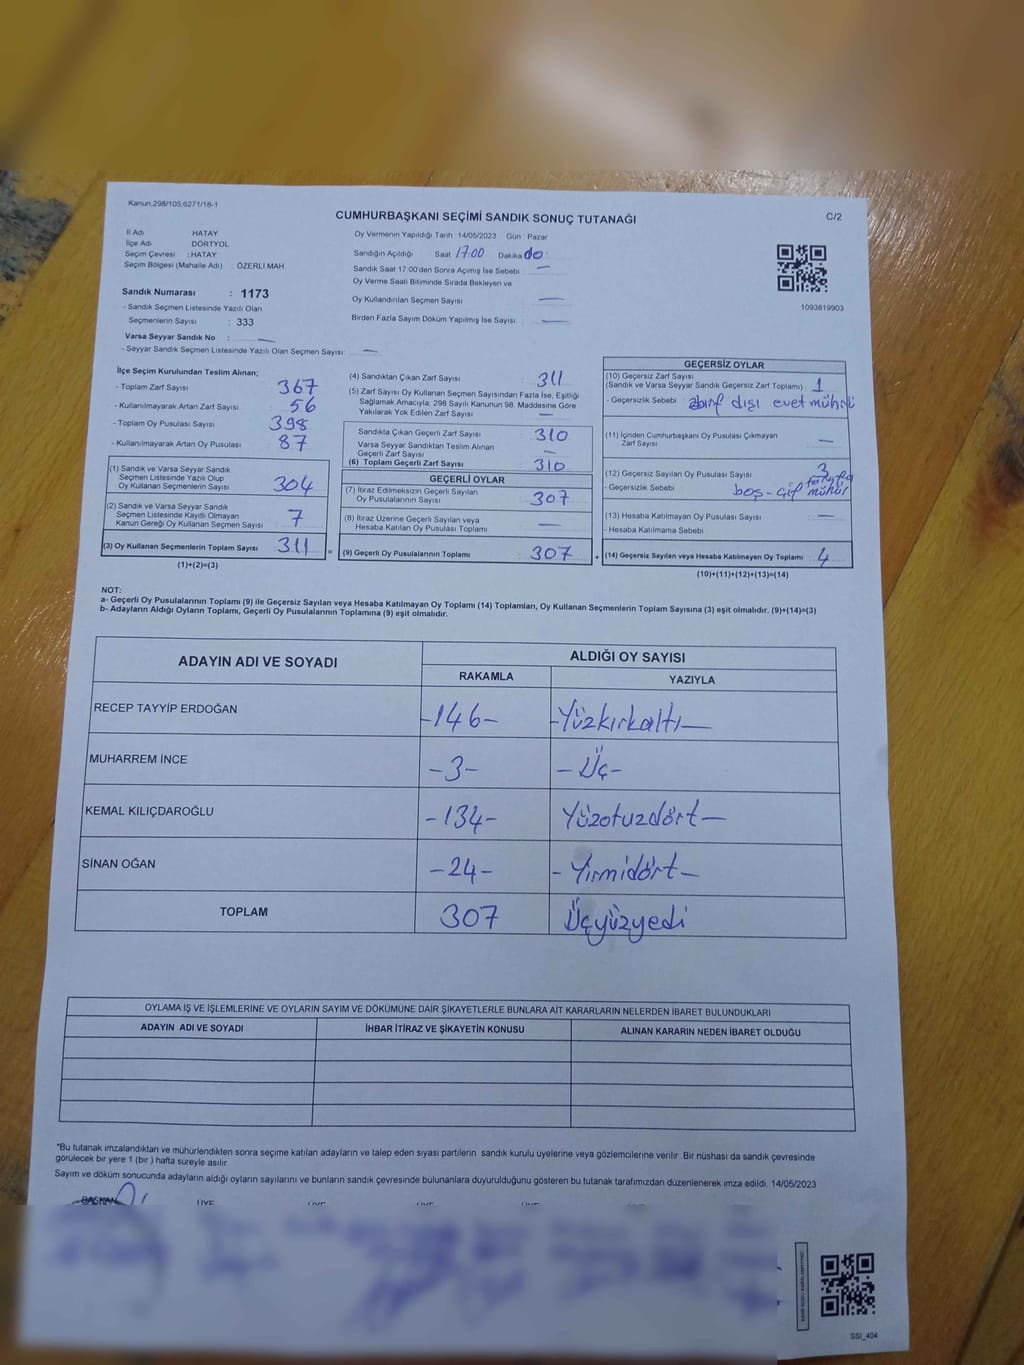 Kanun:298/105;6271/18-1
CUMHURBAŞKANI SEÇİMİ SANDIK SONUÇ TUTANAĞI
C/2
İl Adı HATAY
İlçe Adı DÖRTYOL
Seçim Çevresi : HATAY
Seçim Bölgesi (Mahalle Adı) : ÖZERLİ MAH
Sandık Numarası : 1173
- Sandık Seçmen Listesinde Yazılı Olan
Seçmenlerin Sayısı : 333
Varsa Seyyar Sandık No : —
- Seyyar Sandık Seçmen Listesinde Yazılı Olan Seçmen Sayısı: —
Oy Vermenin Yapıldığı Tarih : 14/05/2023 Gün : Pazar
Sandığın Açıldığı Saat 17.00 Dakika
Sandık Saat 17.00'den Sonra Açımış İse Sebebi —
Oy Verme Saati Bitiminde Sırada Bekleyen ve
Oy Kullandırılan Seçmen Sayısı —
Birden Fazla Sayım Döküm Yapılmış İse Sayısı —
1093619903
İlçe Seçim Kurulundan Teslim Alınan;
- Toplam Zarf Sayısı 367
- Kullanılmayarak Artan Zarf Sayısı 56
- Toplam Oy Pusulası Sayısı 398
- Kullanılmayarak Artan Oy Pusulası 87
(1) Sandık ve Varsa Seyyar Sandık
Seçmen Listesinde Yazılı Olup
Oy Kullanan Seçmenlerin Sayısı 304
(2) Sandık ve Varsa Seyyar Sandık
Seçmen Listesinde Kayıtlı Olmayan
Kanun Gereği Oy Kullanan Seçmen Sayısı 7
(3) Oy Kullanan Seçmenlerin Toplam Sayısı 311 =
(1)+(2)=(3)
(4) Sandıktan Çıkan Zarf Sayısı 311
(5) Zarf Sayısı Oy Kullanan Seçmen Sayısından Fazla İse, Eşitliği
Sağlamak Amacıyla, 298 Sayılı Kanunun 98. Maddesine Göre
Yakılarak Yok Edilen Zarf Sayısı —
Sandıkta Çıkan Geçerli Zarf Sayısı 310
Varsa Seyyar Sandıktan Teslim Alınan
Geçerli Zarf Sayısı —
(6) Toplam Geçerli Zarf Sayısı 310
GEÇERLİ OYLAR
(7) İtiraz Edilmeksizin Geçerli Sayılan
Oy Pusulalarının Sayısı 307
(8) İtiraz Üzerine Geçerli Sayılan veya
Hesaba Katılan Oy Pusulası Toplamı —
(9) Geçerli Oy Pusulalarının Toplamı 307 +
GEÇERSİZ OYLAR
(10) Geçersiz Zarf Sayısı
(Sandık ve Varsa Seyyar Sandık Geçersiz Zarf Toplamı) 1
- Geçersizlik Sebebi dışı evet mühürü
(11) İçinden Cumhurbaşkanı Oy Pusulası Çıkmayan
Zarf Sayısı —
(12) Geçersiz Sayılan Oy Pusulası Sayısı 3
- Geçersizlik Sebebi boş - çift mühür
(13) Hesaba Katılmayan Oy Pusulası Sayısı —
- Hesaba Katılmama Sebebi
(14) Geçersiz Sayılan veya Hesaba Katılmayan Oy Toplamı 4
(10)+(11)+(12)+(13)=(14)
NOT:
a- Geçerli Oy Pusulalarının Toplamı (9) ile Geçersiz Sayılan veya Hesaba Katılmayan Oy Toplamı (14) Toplamları, Oy Kullanan Seçmenlerin Toplam Sayısına (3) eşit olmalıdır. (9)+(14)=(3)
b- Adayların Aldığı Oyların Toplamı, Geçerli Oy Pusulalarının Toplamına (9) eşit olmalıdır.
ADAYIN ADI VE SOYADI ALDIĞI OY SAYISI
RAKAMLA YAZIYLA
RECEP TAYYİP ERDOĞAN -146- -Yüzkırkaltı-
MUHARREM İNCE -3- -Üç-
KEMAL KILIÇDAROĞLU -134- Yüzotuzdört-
SİNAN OĞAN -24- -Yirmidört-
TOPLAM 307 Üçyüzyedi
OYLAMA İŞ VE İŞLEMLERİNE VE OYLARIN SAYIM VE DÖKÜMÜNE DAİR ŞİKAYETLERLE BUNLARA AİT KARARLARIN NELERDEN İBARET BULUNDUKLARI
ADAYIN ADI VE SOYADI İHBAR İTİRAZ VE ŞİKAYETİN KONUSU ALINAN KARARIN NEDEN İBARET OLDUĞU
*Bu tutanak imzalandıktan ve mühürlendikten sonra seçime katılan adayların ve talep eden siyasi partilerin sandık kurulu üyelerine veya gözlemcilerine verilir. Bir nüshası da sandık çevresinde
görülecek bir yere 1 (bir ) hafta süreyle asılır
Sayım ve döküm sonucunda adayların aldığı oyların sayılarını ve bunların sandık çevresinde bulunanlara duyurulduğunu gösteren bu tutanak tarafımızdan düzenlenerek imza edildi. 14/05/2023
BAŞKAN ÜYE ÜYE ÜYE ÜYE
SSI_404